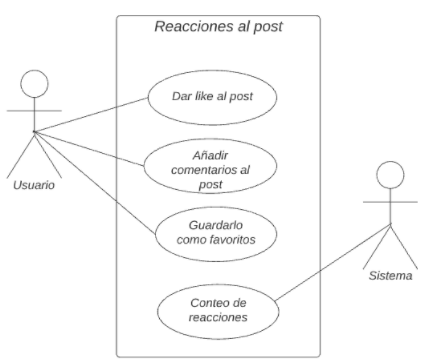 Reacciones al post
Dar like al post
Añadir
comentarios al
post
Usuario
Guardarlo
como favoritos
Sistema
Conteo de
reacciones